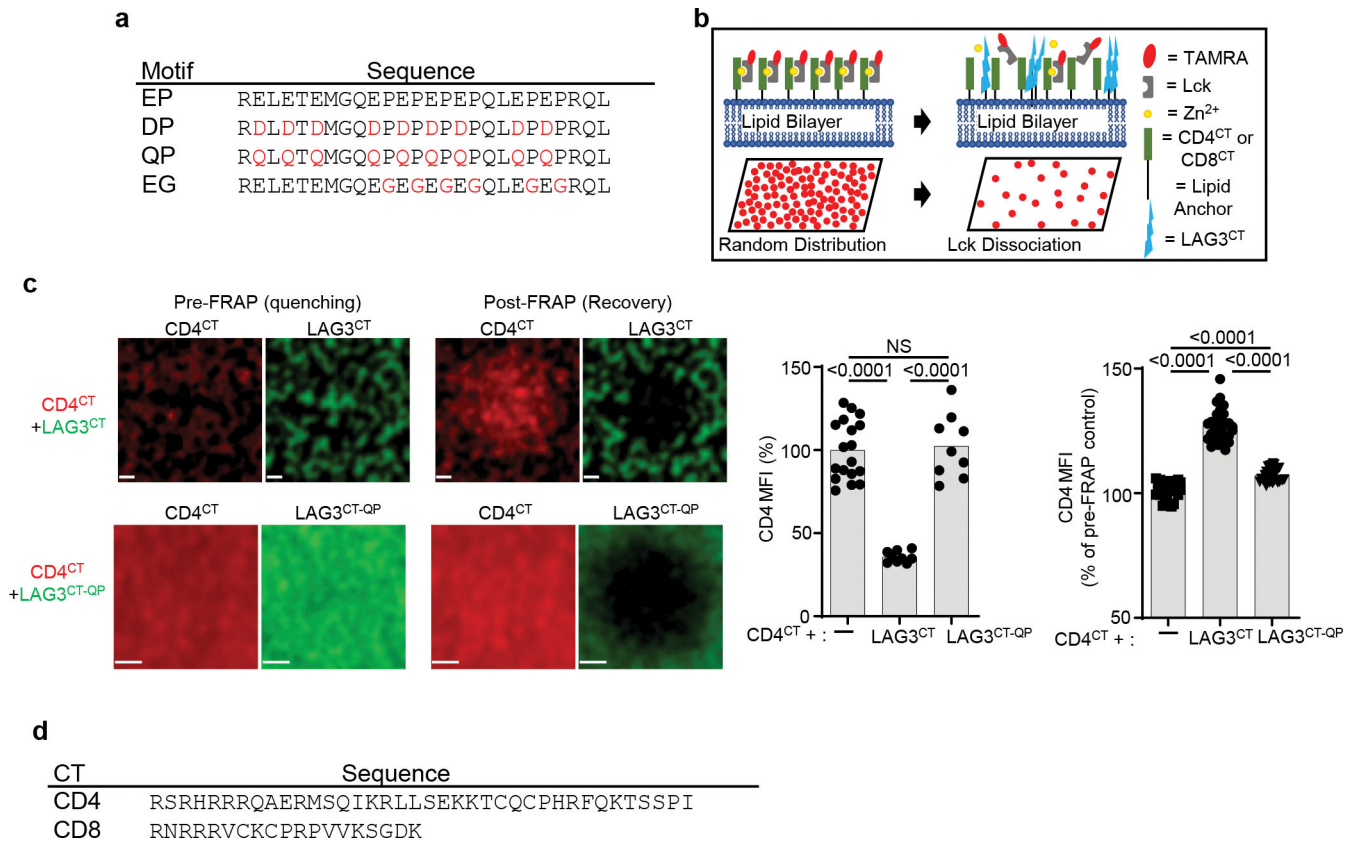 a
Motif Sequence
EP RELETEMGQEPEPEPEPQLEPEPRQL
DP RDLDTDMGQDPDPDPDPQLDPDPRQL
QP RQLQTQMGQQPQPQPQPQLQPQPRQL
EG RELETEMGQEGEGEGEGQLEGEGRQL
b
Lipid Bilayer
Lipid Bilayer
Random Distribution
Lck Dissociation
= TAMRA
= Lck
= Zn2+
= CD4CT or
CD8CT
= Lipid
Anchor
= LAG3CT
c
Pre-FRAP (quenching)
Post-FRAP (Recovery)
CD4CT
LAG3CT
CD4CT
LAG3CT
CD4CT
+LAG3CT
CD4CT
LAG3CT-QP
CD4CT
LAG3CT-QP
CD4CT
+LAG3CT-QP
NS
<0.0001 <0.0001
CD4 MFI (%)
150
100
50
0
CD4CT + : – LAG3CT LAG3CT-QP
<0.0001
<0.0001 <0.0001
CD4 MFI
(% of pre-FRAP control)
150
100
50
CD4CT + : – LAG3CT LAG3CT-QP
d
CT Sequence
CD4 RSRHRRRQAERMSQIKRLLSEKKTCQCPHRFQKTSSPI
CD8 RNRRRVCKCPRPVVKSGDK